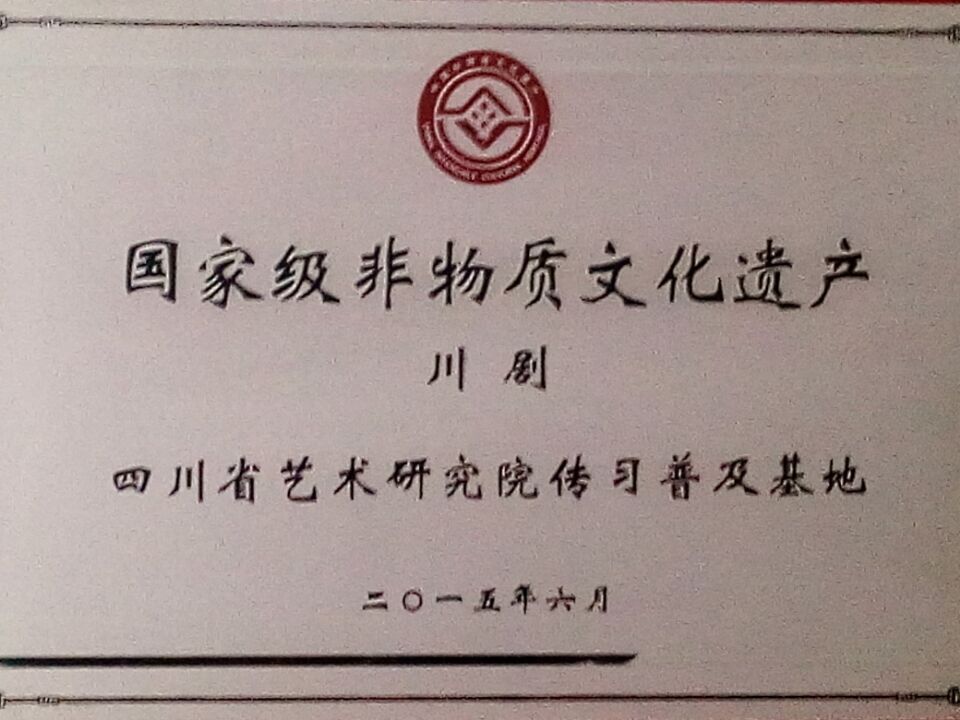 国家级非物质文化遗产
川剧
四川省艺术研究院传习普及基地
二〇一五年六月